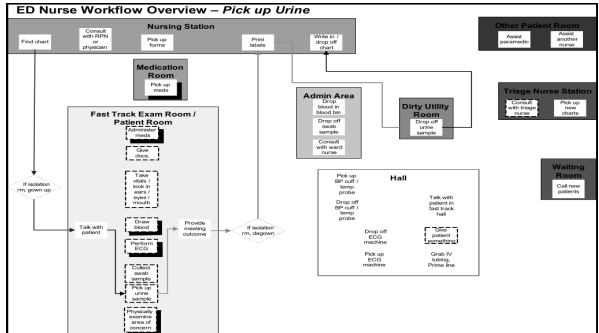 ED Nurse Workflow Overview – Pick up Urine
Nursing Station
Find chart
Consult
with RPN
or
physician
Pick up
forms
Print
labels
Write in /
drop off
chart
Other Patient Room
Assist
paramedic
Assist
another
nurse
Medication
Room
Pick up
meds
Admin Area
Drop
blood in
blood bin
Drop off
swab
sample
Consult
with ward
nurse
Dirty Utility
Room
Drop off
urine
sample
Triage Nurse Station
Consult
with triage
nurse
Pick up
new
charts
Waiting
Room
Call new
patients
Fast Track Exam Room /
Patient Room
Administer
meds
Give
docs.
Take
vitals /
look in
ears /
eyes /
mouth
Draw
blood
Perform
ECG
Collect
swab
sample
Pick up
urine
sample
Physically
examine
area of
concern
If isolation
rm, gown up
Talk with
patient
Provide
meeting
outcome
If isolation
rm, degown
Hall
Pick up
BP cuff /
temp
probe
Drop off
BP cuff /
temp
probe
Drop off
ECG
machine
Pick up
ECG
machine
Talk with
patient in
fast track
hall
Give
patient
something
Grab IV
tubing,
Prime line